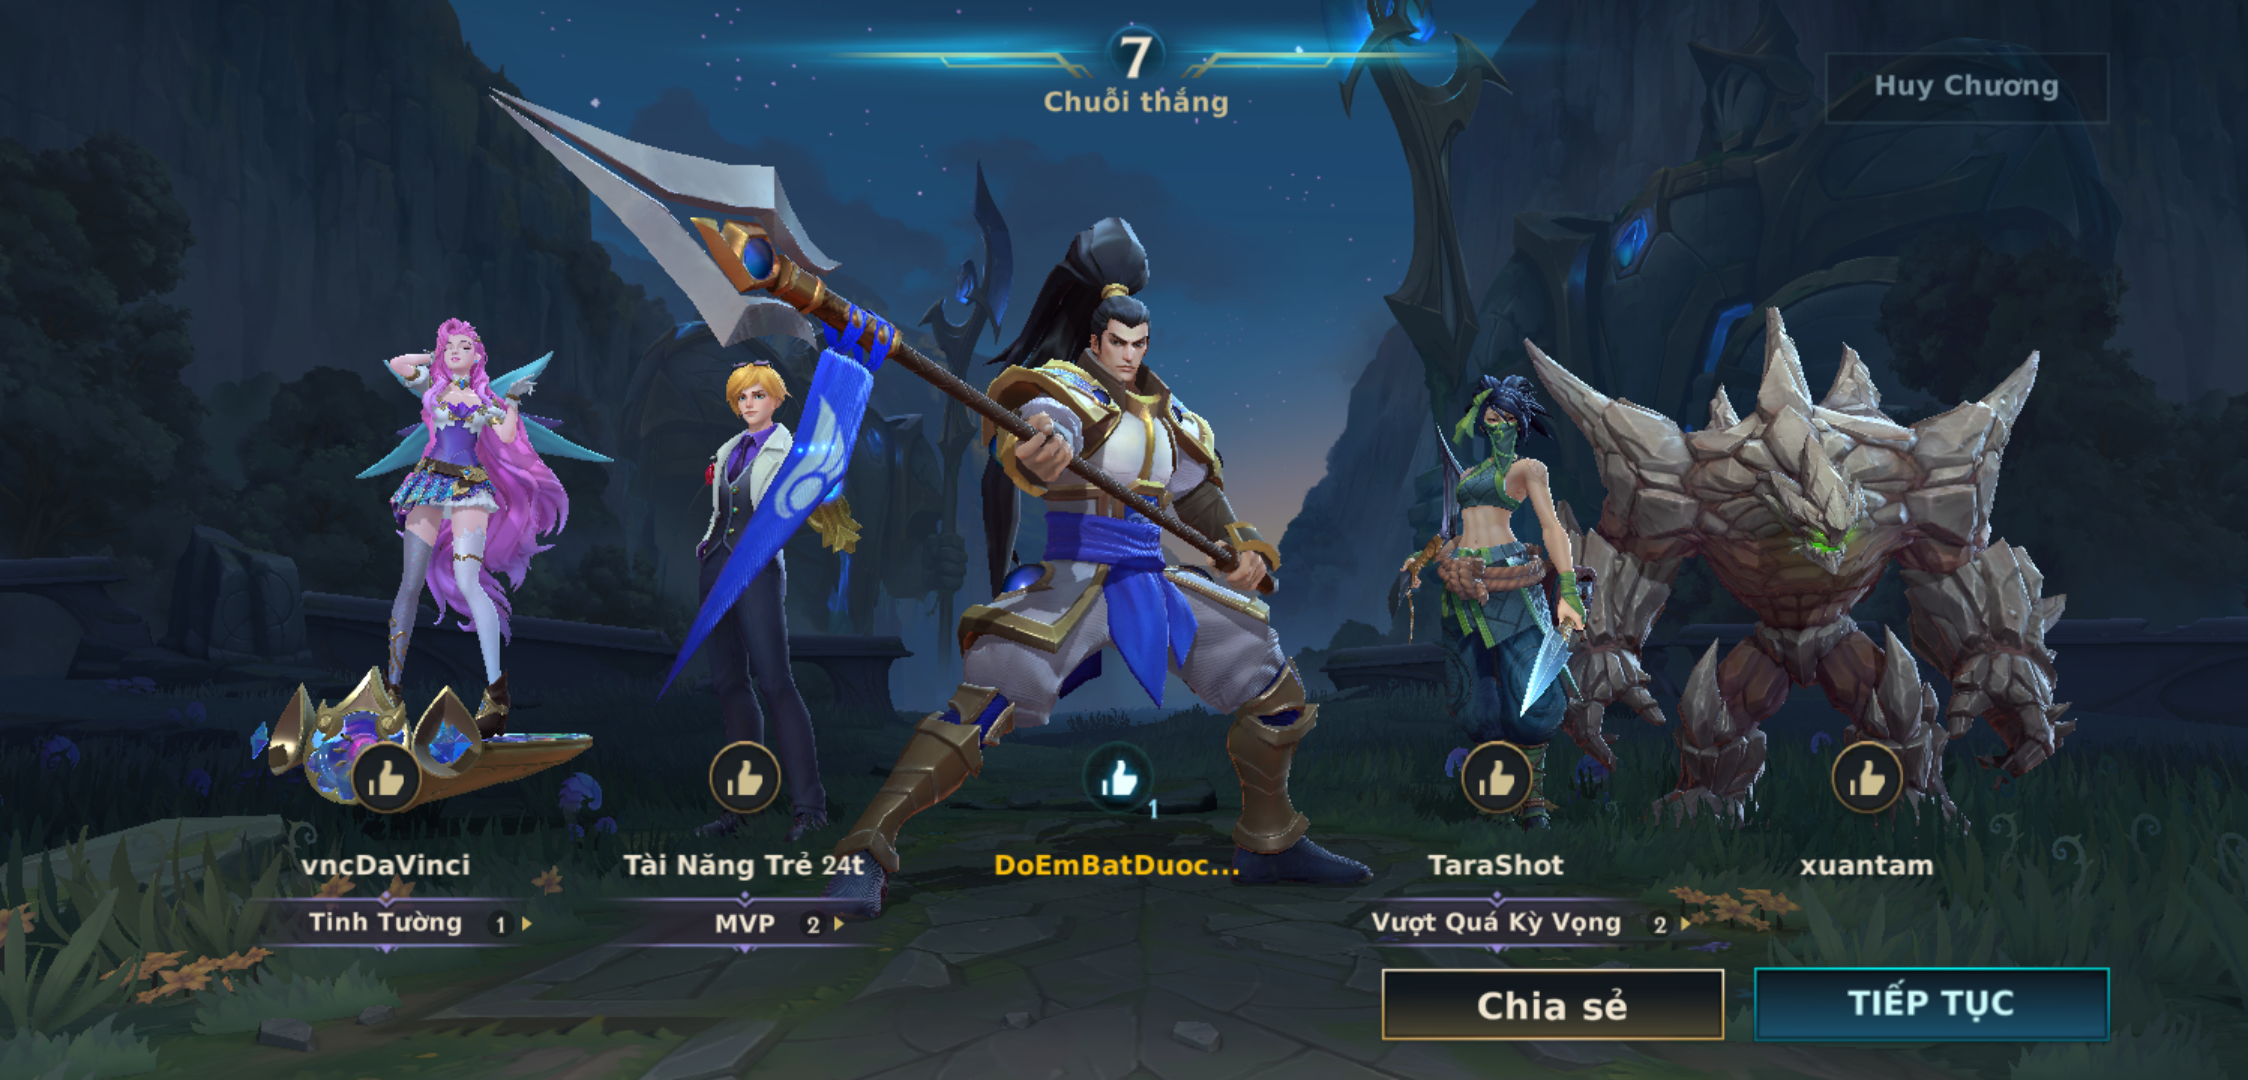 7
Chuỗi thắng
Huy Chương
vncDaVinci
Tài Năng Trẻ 24t
DoEmBatDuoc...
TaraShot
xuantam
1
Tinh Tường 1
MVP 2
Vượt Quá Kỳ Vọng 2
Chia sẻ
TIẾP TỤC